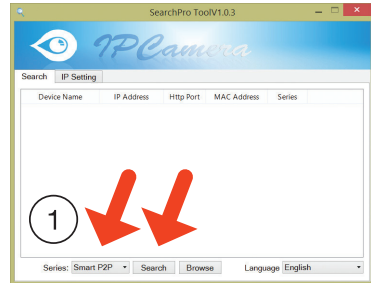 SearchPro ToolV1.0.3
IPCamera
Search IP Setting
Device Name IP Address Http Port MAC Address Series
1
Series: Smart P2P Search Browse Language English